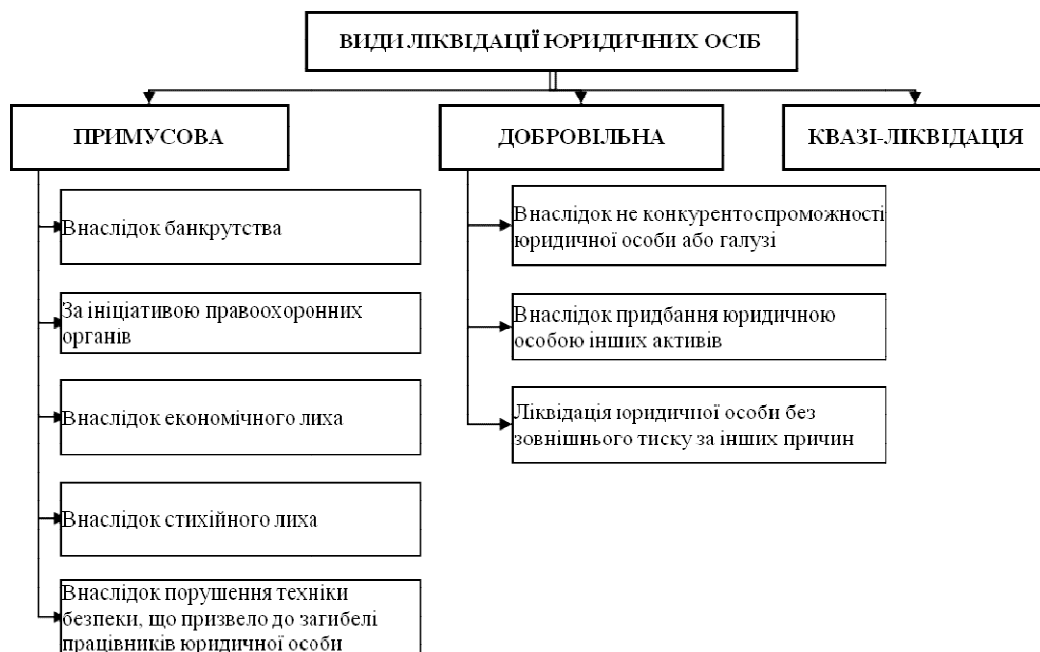 ВИДИ ЛІКВІДАЦІЇ ЮРИДИЧНИХ ОСІБ
ПРИМУСОВА
ДОБРОВІЛЬНА
КВАЗІ-ЛІКВІДАЦІЯ
Внаслідок банкрутства
За ініціативою правоохоронних
органів
Внаслідок економічного лиха
Внаслідок стихійного лиха
Внаслідок порушення техніки
безпеки, що призвело до загибелі
працівників юридичної особи
Внаслідок не конкурентоспроможності
юридичної особи або галузі
Внаслідок придбання юридичною
особою інших активів
Ліквідація юридичної особи без
зовнішнього тиску за інших причин